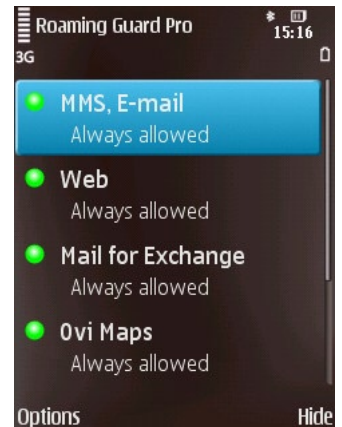 Roaming Guard Pro
15:16
3G
MMS, E-mail
Always allowed
Web
Always allowed
Mail for Exchange
Always allowed
Ovi Maps
Always allowed
Options Hide